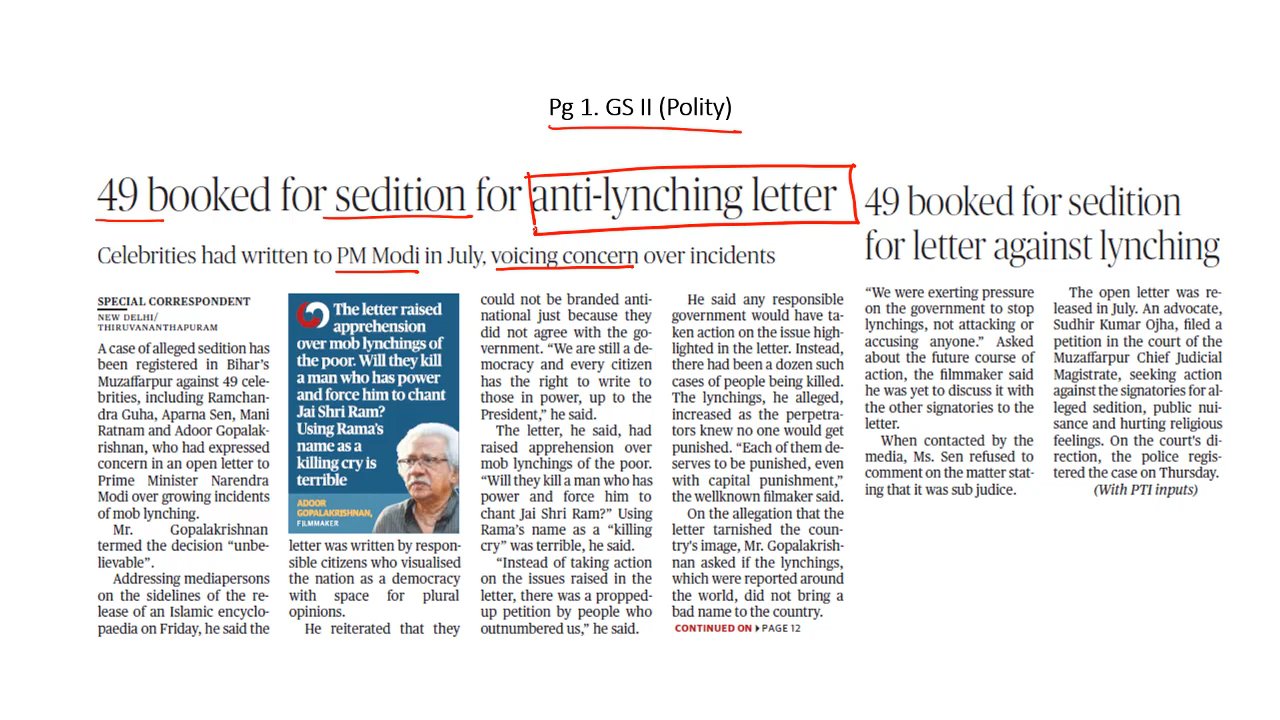 Pg 1. GS II (Polity)
49 booked for sedition for anti-lynching letter
Celebrities had written to PM Modi in July, voicing concern over incidents
SPECIAL CORRESPONDENT
NEW DELHI/
THIRUVANANTHAPURAM
A case of alleged sedition has
been registered in Bihar's
Muzaffarpur against 49 cele-
brities, including Ramchan-
dra Guha, Aparna Sen, Mani
Ratnam and Adoor Gopalak-
rishnan, who had expressed
concern in an open letter to
Prime Minister Narendra
Modi over growing incidents
of mob lynching.
Mr. Gopalakrishnan
termed the decision “unbe-
lievable”.
Addressing mediapersons
on the sidelines of the re-
lease of an Islamic encyclo-
paedia on Friday, he said the
The letter raised
apprehension
over mob lynchings of
the poor. Will they kill
a man who has power
and force him to chant
Jai Shri Ram?
Using Rama's
name as a
killing cry is
terrible
ADOOR
GOPALAKRISHNAN,
FILMMAKER
letter was written by respon-
sible citizens who visualised
the nation as a democracy
with space for plural
opinions.
He reiterated that they
could not be branded anti-
national just because they
did not agree with the go-
vernment. “We are still a de-
mocracy and every citizen
has the right to write to
those in power, up to the
President,” he said.
The letter, he said, had
raised apprehension over
mob lynchings of the poor.
“Will they kill a man who has
power and force him to
chant Jai Shri Ram?” Using
Rama's name as a “killing
cry” was terrible, he said.
“Instead of taking action
on the issues raised in the
letter, there was a propped-
up petition by people who
outnumbered us,” he said.
He said any responsible
government would have ta-
ken action on the issue high-
lighted in the letter. Instead,
there had been a dozen such
cases of people being killed.
The lynchings, he alleged,
increased as the perpetra-
tors knew no one would get
punished. “Each of them de-
serves to be punished, even
with capital punishment,”
the wellknown filmaker said.
On the allegation that the
letter tarnished the coun-
try's image, Mr. Gopalakrish-
nan asked if the lynchings,
which were reported around
the world, did not bring a
bad name to the country.
CONTINUED ON PAGE 12
49 booked for sedition
for letter against lynching
“We were exerting pressure
on the government to stop
lynchings, not attacking or
accusing anyone.” Asked
about the future course of
action, the filmmaker said
he was yet to discuss it with
the other signatories to the
letter.
When contacted by the
media, Ms. Sen refused to
comment on the matter stat-
ing that it was sub judice.
The open letter was re-
leased in July. An advocate,
Sudhir Kumar Ojha, filed a
petition in the court of the
Muzaffarpur Chief Judicial
Magistrate, seeking action
against the signatories for al-
leged sedition, public nui-
sance and hurting religious
feelings. On the court's di-
rection, the police regis-
tered the case on Thursday.
(With PTI inputs)